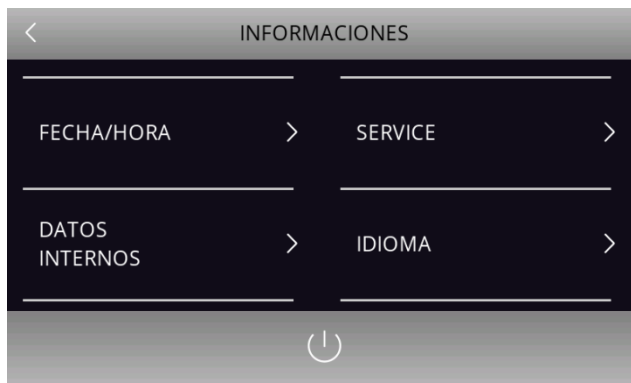 INFORMACIONES
FECHA/HORA
SERVICE
DATOS
INTERNOS
IDIOMA